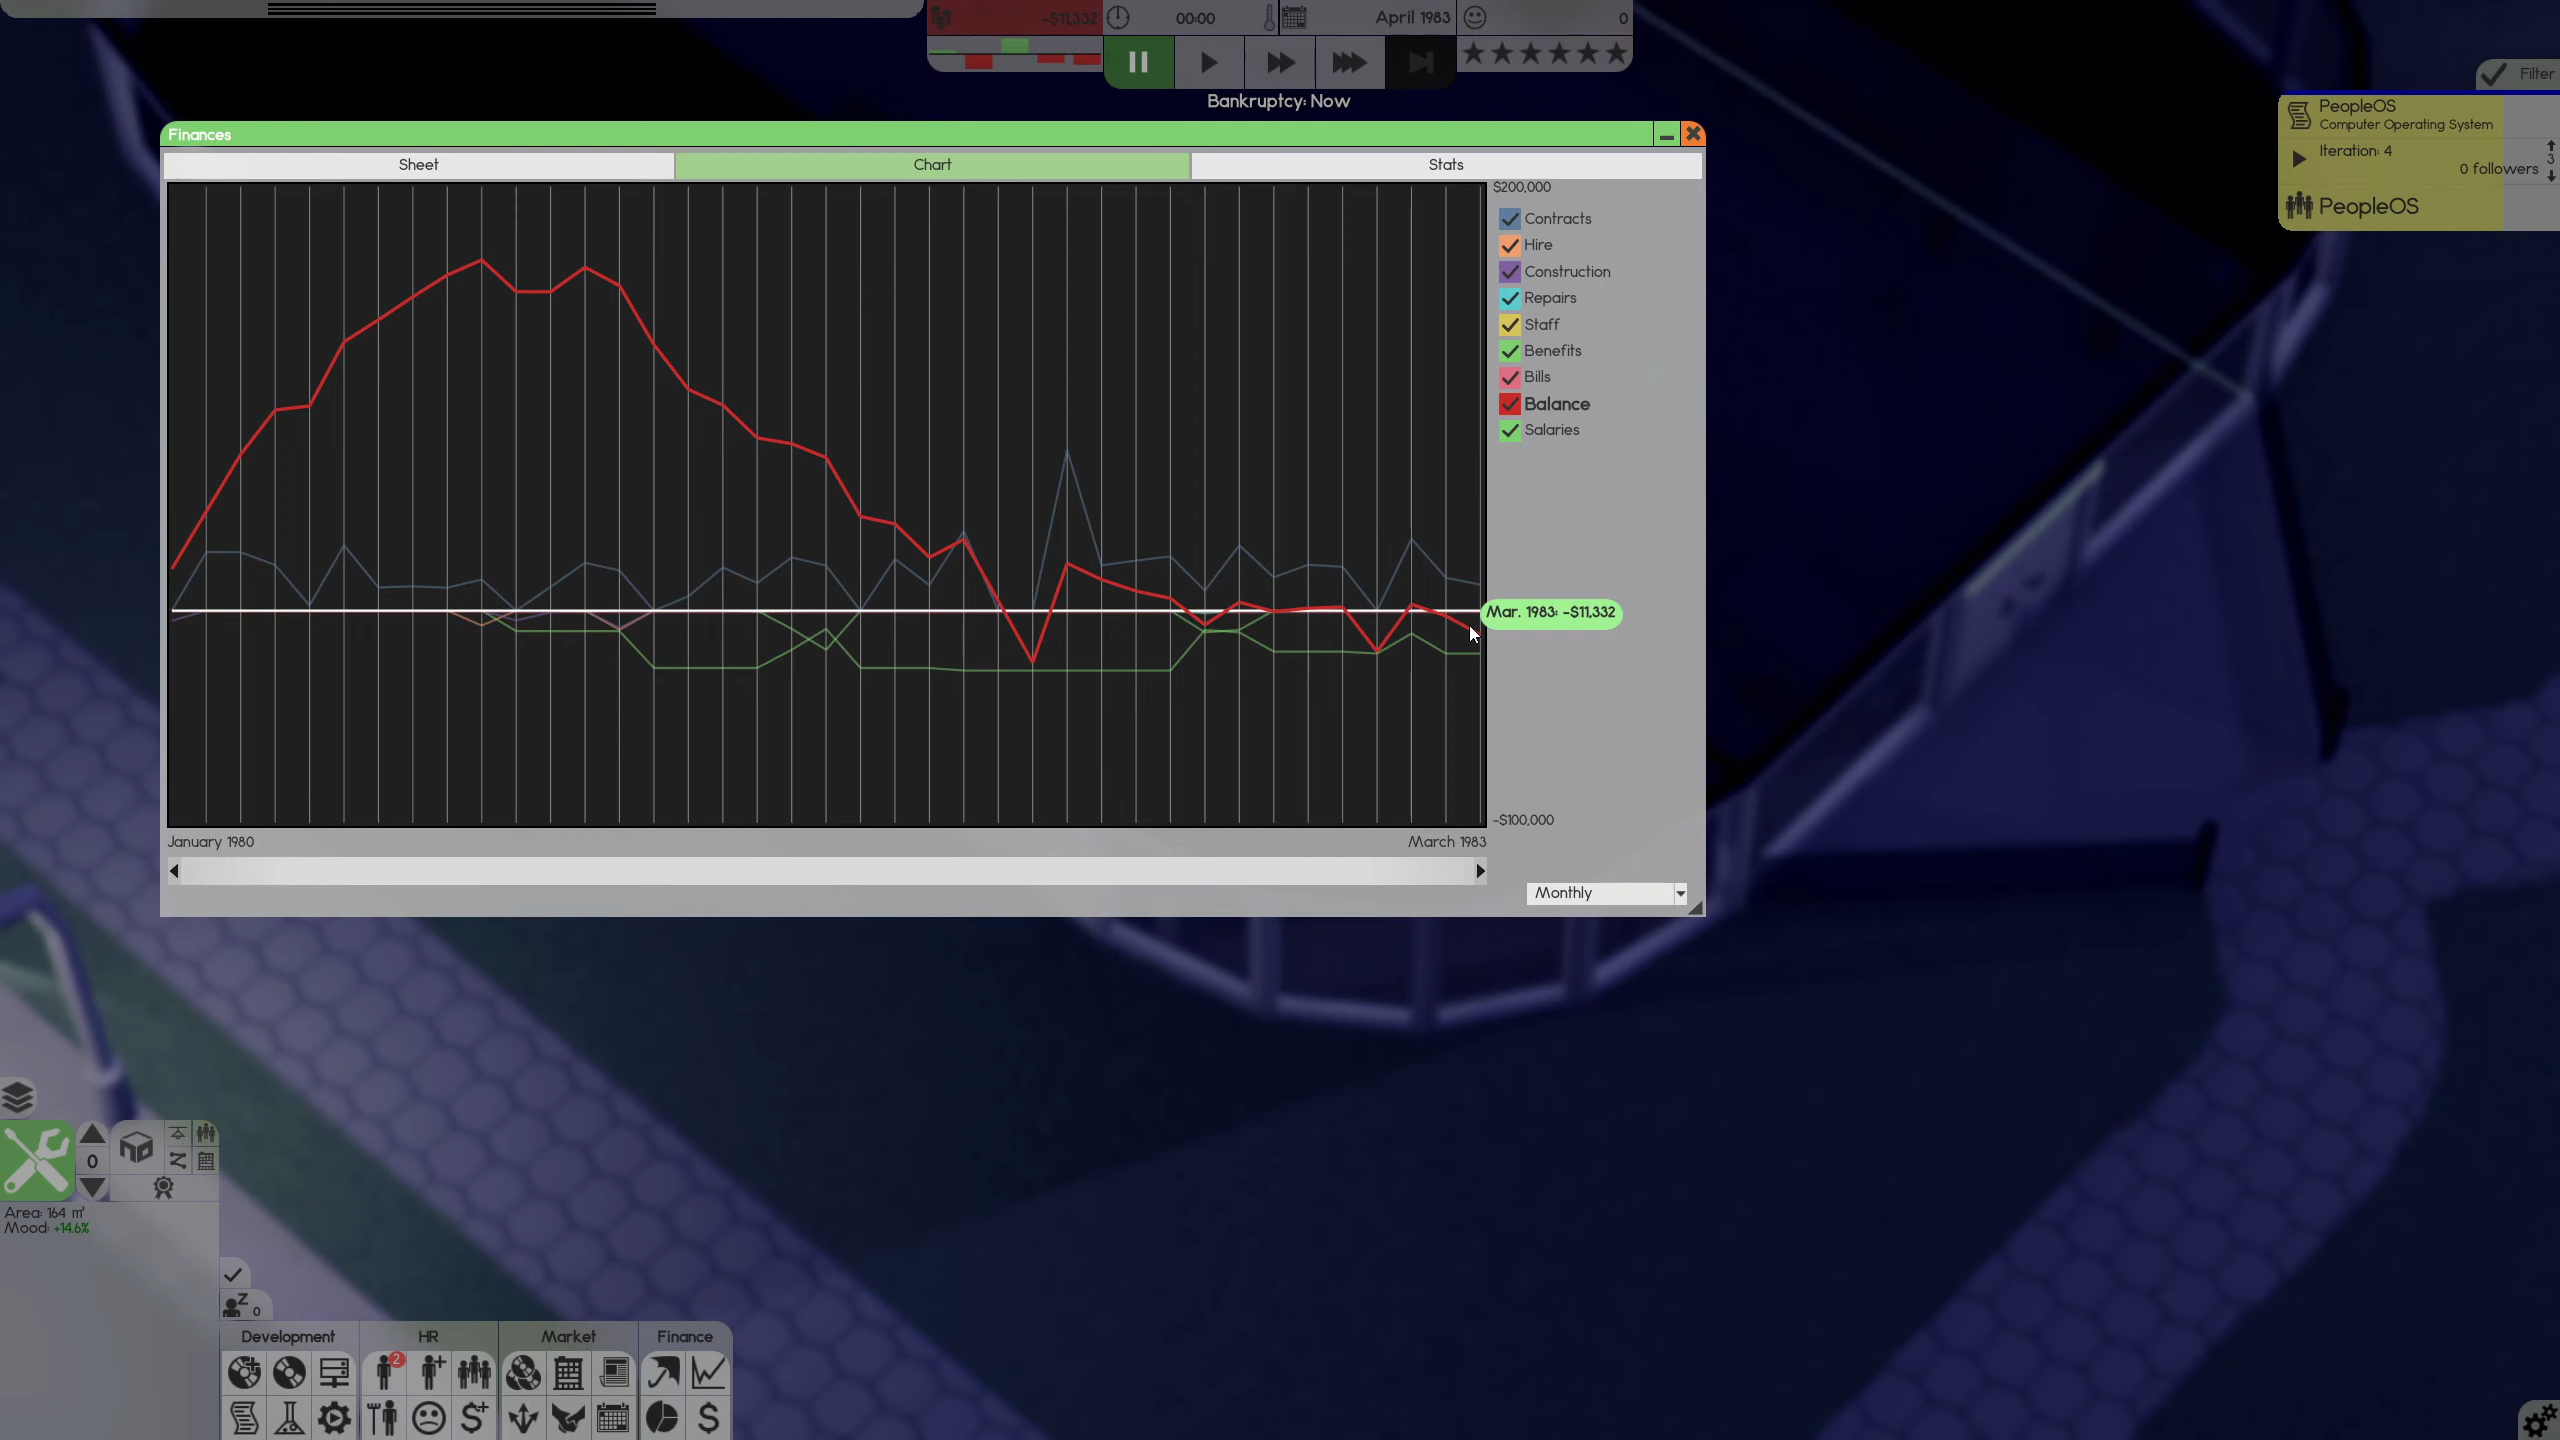 -$11,332
00:00
April 1983
0
Bankruptcy: Now
Filter
PeopleOS
Computer Operating System
Iteration: 4
3
0 followers
PeopleOS
Finances
Sheet
Chart
Stats
$200,000
Contracts
Hire
Construction
Repairs
Staff
Benefits
Bills
Balance
Salaries
Mar. 1983: -$11,332
-$100,000
January 1980
March 1983
Monthly
0
Area: 164 m²
Mood: +14.6%
Z
0
Development
HR
Market
Finance
2